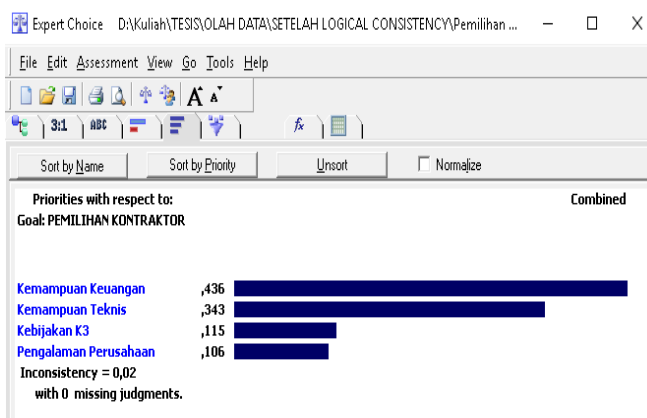 Expert Choice D:\Kuliah\TESIS\OLAH DATA\SETELAH LOGICAL CONSISTENCY\Pemilihan ...
File Edit Assessment View Go Tools Help
A A
3:1 ABC fx
Sort by Name Sort by Priority Unsort Normalize
Priorities with respect to: Combined
Goal: PEMILIHAN KONTRAKTOR
Kemampuan Keuangan ,436
Kemampuan Teknis ,343
Kebijakan K3 ,115
Pengalaman Perusahaan ,106
Inconsistency = 0,02
with 0 missing judgments.